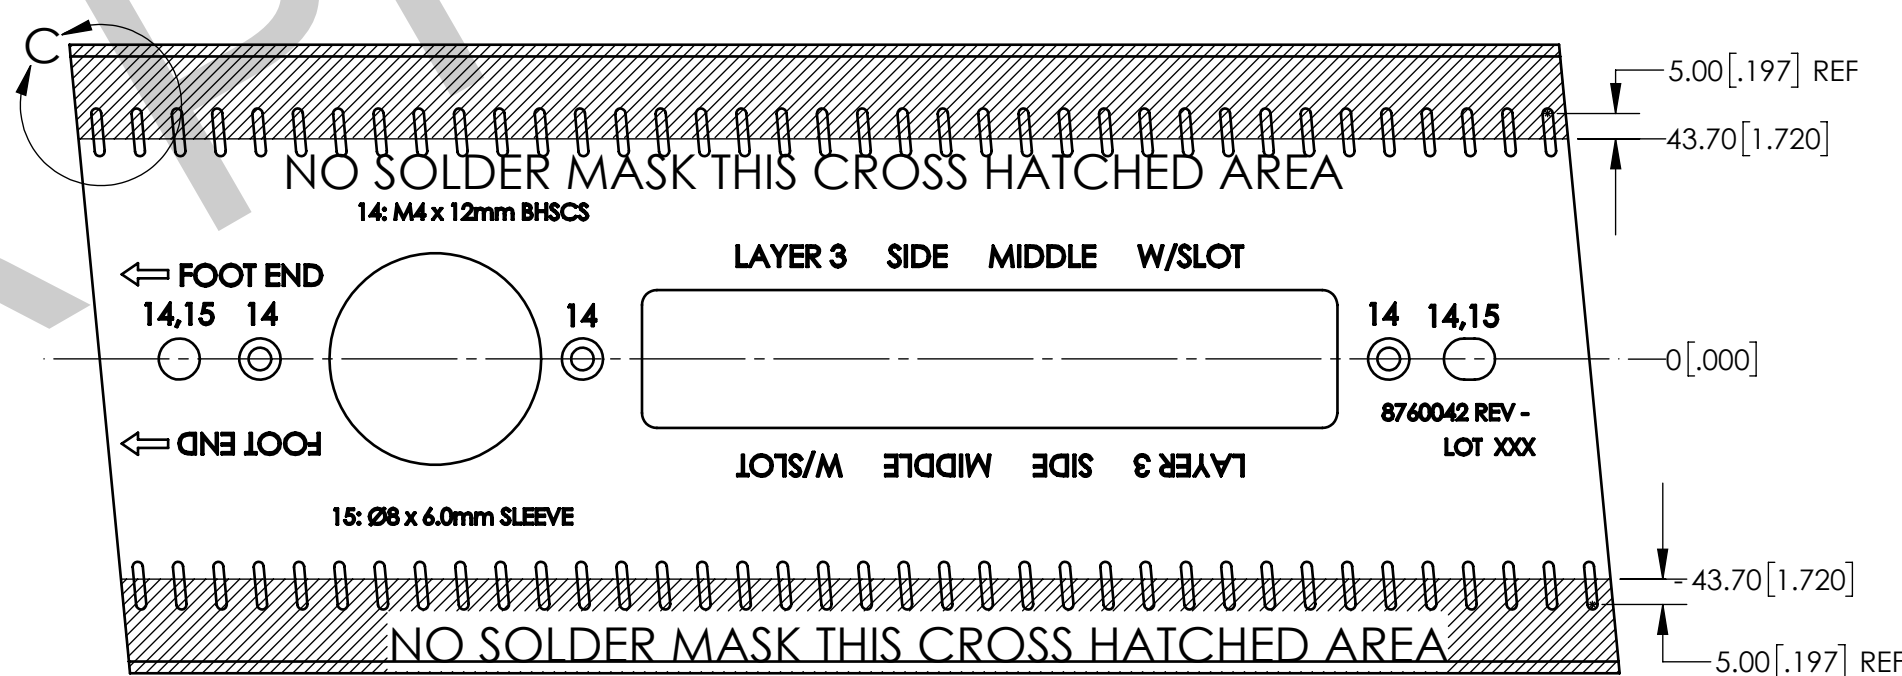 C
5.00[.197] REF
43.70[1.720]
NO SOLDER MASK THIS CROSS HATCHED AREA
14: M4 x 12mm BHSCS
LAYER 3 SIDE MIDDLE W/SLOT
FOOT END
14,15 14
14
14 14,15
0[.000]
8760042 REV -
LOT XXX
FOOT END
LAYER 3 SIDE MIDDLE W/SLOT
15: Ø8 x 6.0mm SLEEVE
- 43.70[1.720]
NO SOLDER MASK THIS CROSS HATCHED AREA
5.00[.197] REF